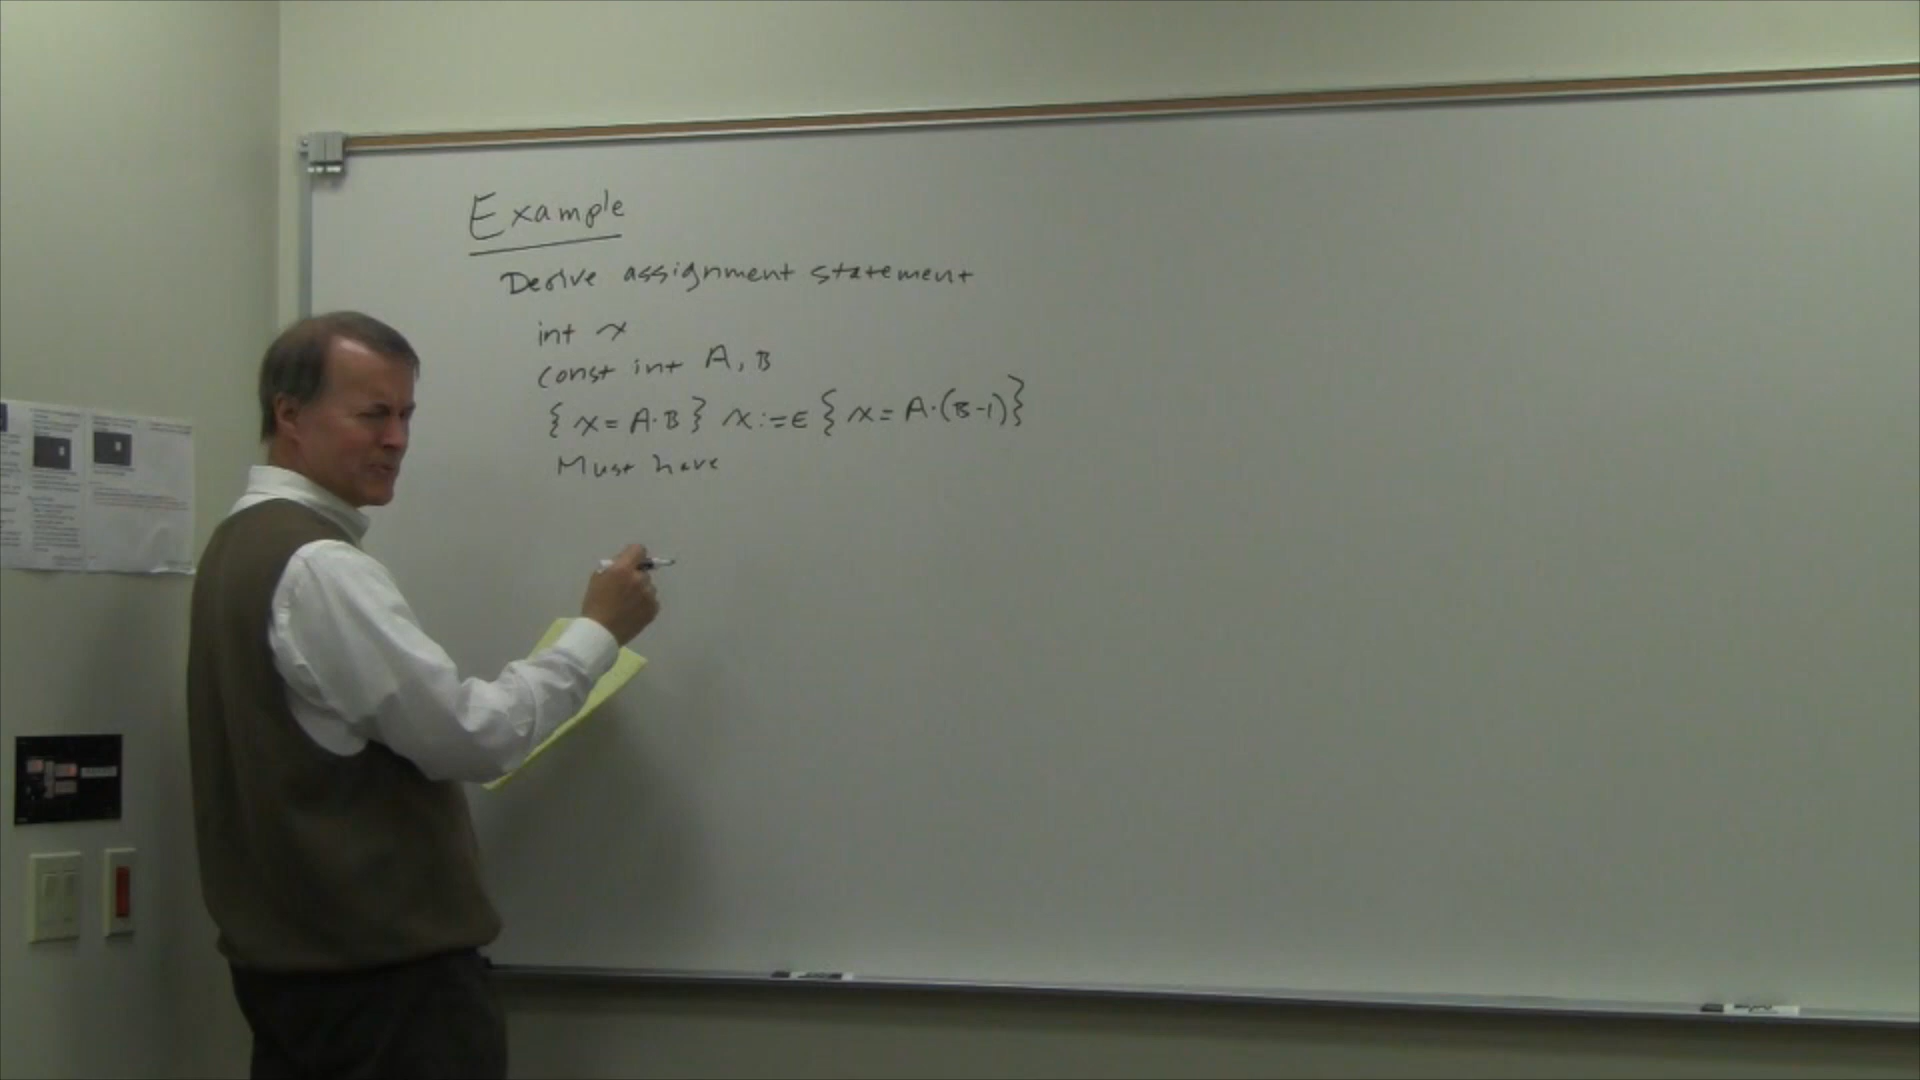 Example
Derive assignment statement
int x
const int A, B
{ x = A·B } x := E { x = A·(B-1) }
Must have